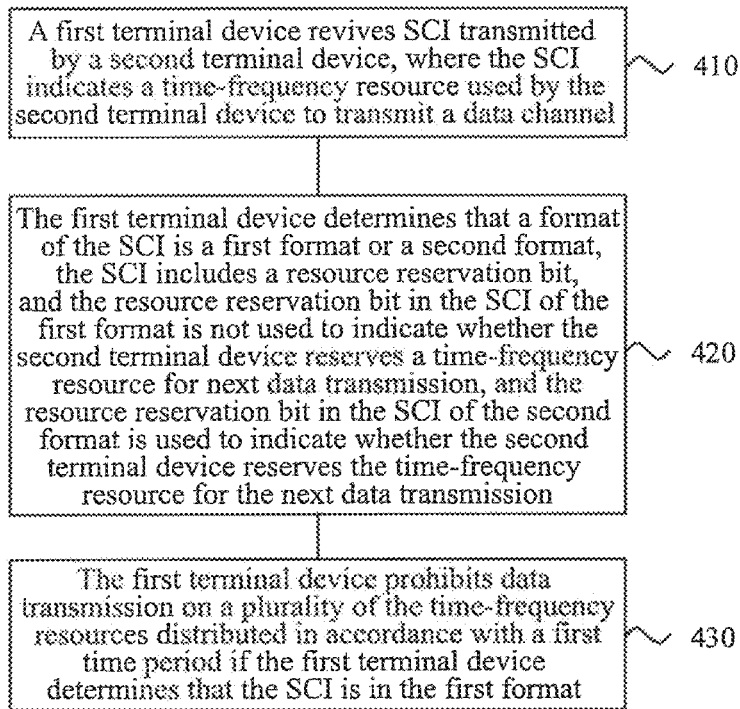 A first terminal device revives SCI transmitted
by a second terminal device, where the SCI
indicates a time-frequency resource used by the
second terminal device to transmit a data channel
410
The first terminal device determines that a format
of the SCI is a first format or a second format,
the SCI includes a resource reservation bit,
and the resource reservation bit in the SCI of the
first format is not used to indicate whether the
second terminal device reserves a time-frequency
resource for next data transmission, and the
resource reservation bit in the SCI of the second
format is used to indicate whether the second
terminal device reserves the time-frequency
resource for the next data transmission
420
The first terminal device prohibits data
transmission on a plurality of the time-frequency
resources distributed in accordance with a first
time period if the first terminal device
determines that the SCI is in the first format
430